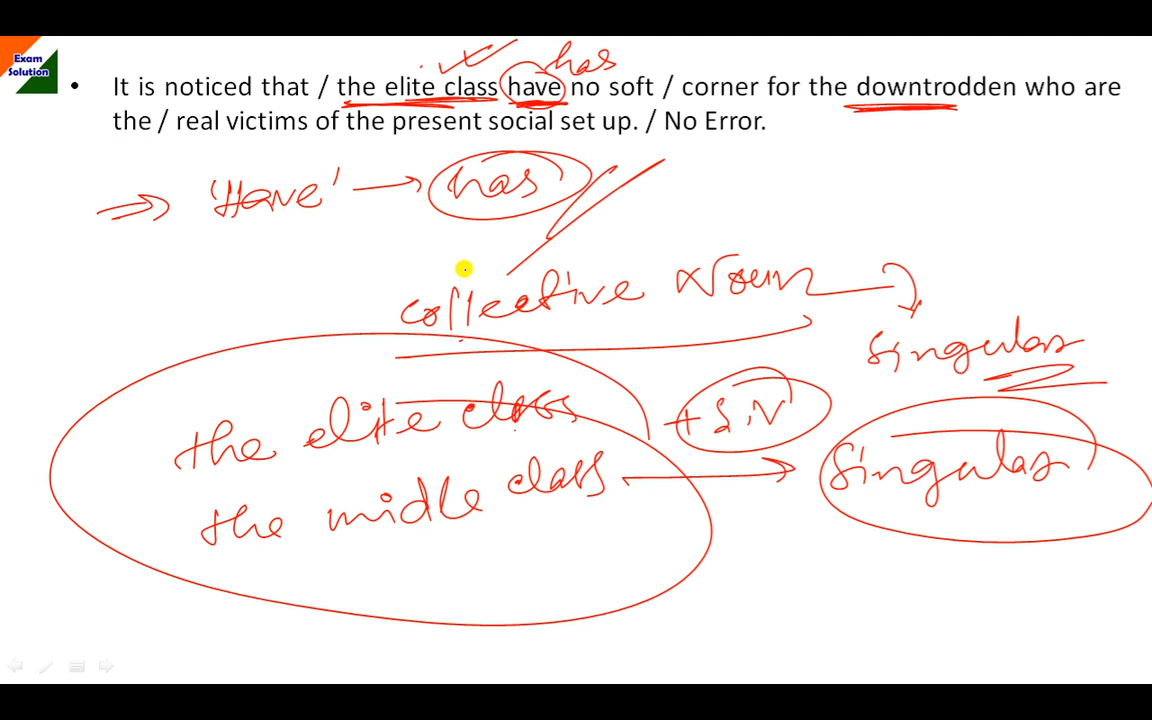 Exam
Solution
has
• It is noticed that / the elite class have no soft / corner for the downtrodden who are
the / real victims of the present social set up. / No Error.
'Have' → has
collective Noun
Singular
the elite class + S.V
the midle class → Singular